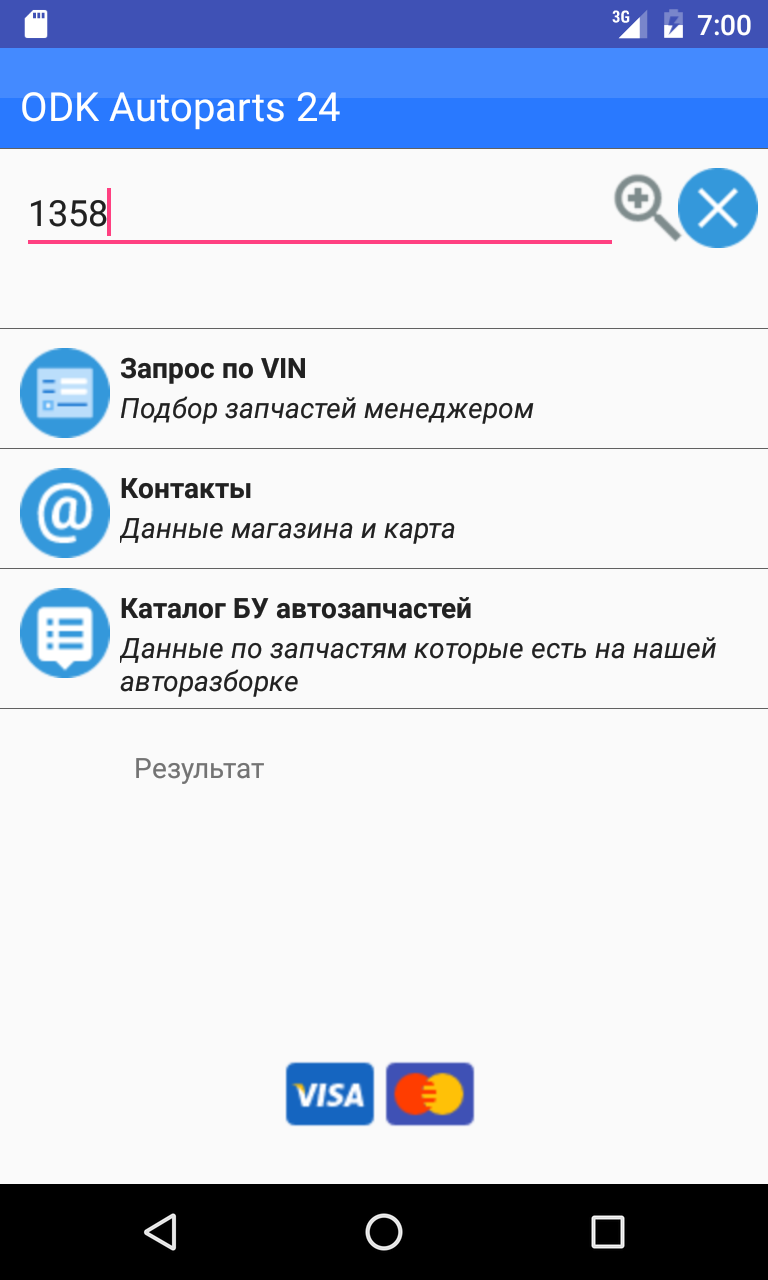 3G 7:00
ODK Autoparts 24
1358
Запрос по VIN
Подбор запчастей менеджером
@
Контакты
Данные магазина и карта
Каталог БУ автозапчастей
Данные по запчастям которые есть на нашей
авторазборке
Результат
VISA